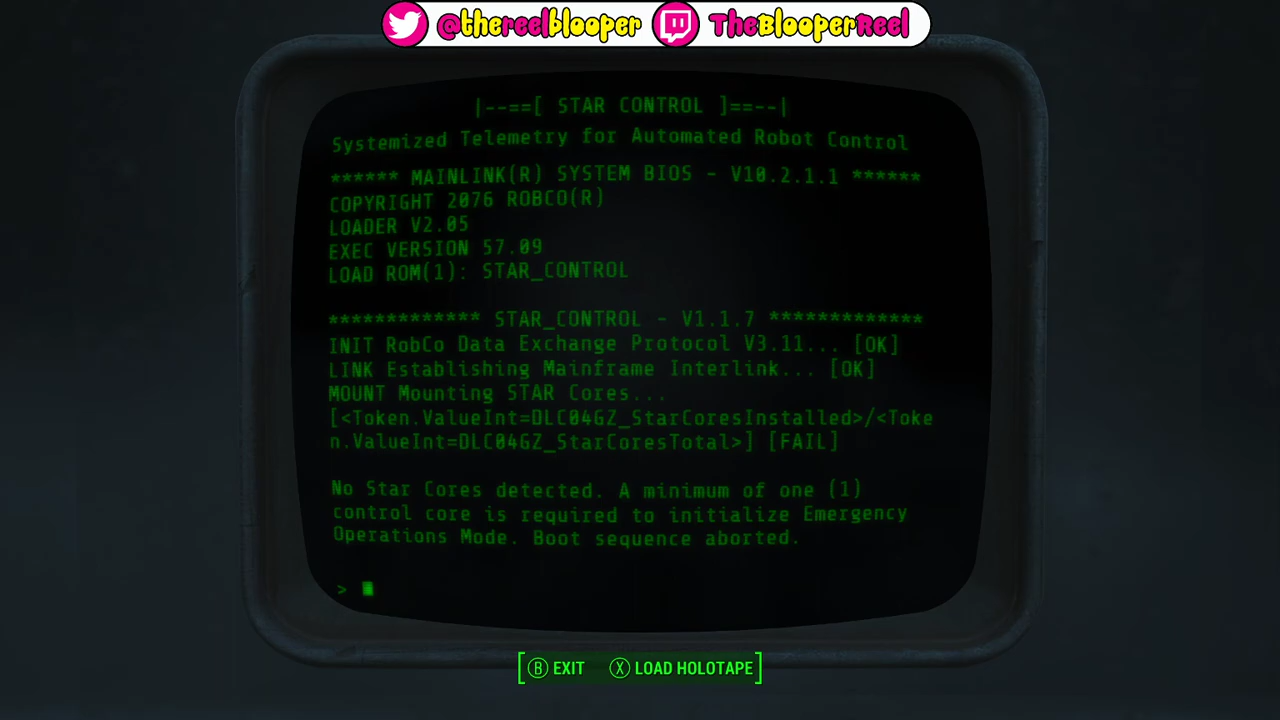 @thereelblooper TheBlooperReel
|--==[ STAR CONTROL ]==--|
Systemized Telemetry for Automated Robot Control
****** MAINLINK(R) SYSTEM BIOS - V10.2.1.1 ******
COPYRIGHT 2076 ROBCO(R)
LOADER V2.05
EXEC VERSION 57.09
LOAD ROM(1): STAR_CONTROL
************* STAR_CONTROL - V1.1.7 *************
INIT RobCo Data Exchange Protocol V3.11... [OK]
LINK Establishing Mainframe Interlink... [OK]
MOUNT Mounting STAR Cores...
[<Token.ValueInt=DLC04GZ_StarCoresInstalled>/<Toke
n.ValueInt=DLC04GZ_StarCoresTotal>] [FAIL]
No Star Cores detected. A minimum of one (1)
control core is required to initialize Emergency
Operations Mode. Boot sequence aborted.
>
[ B EXIT X LOAD HOLOTAPE ]